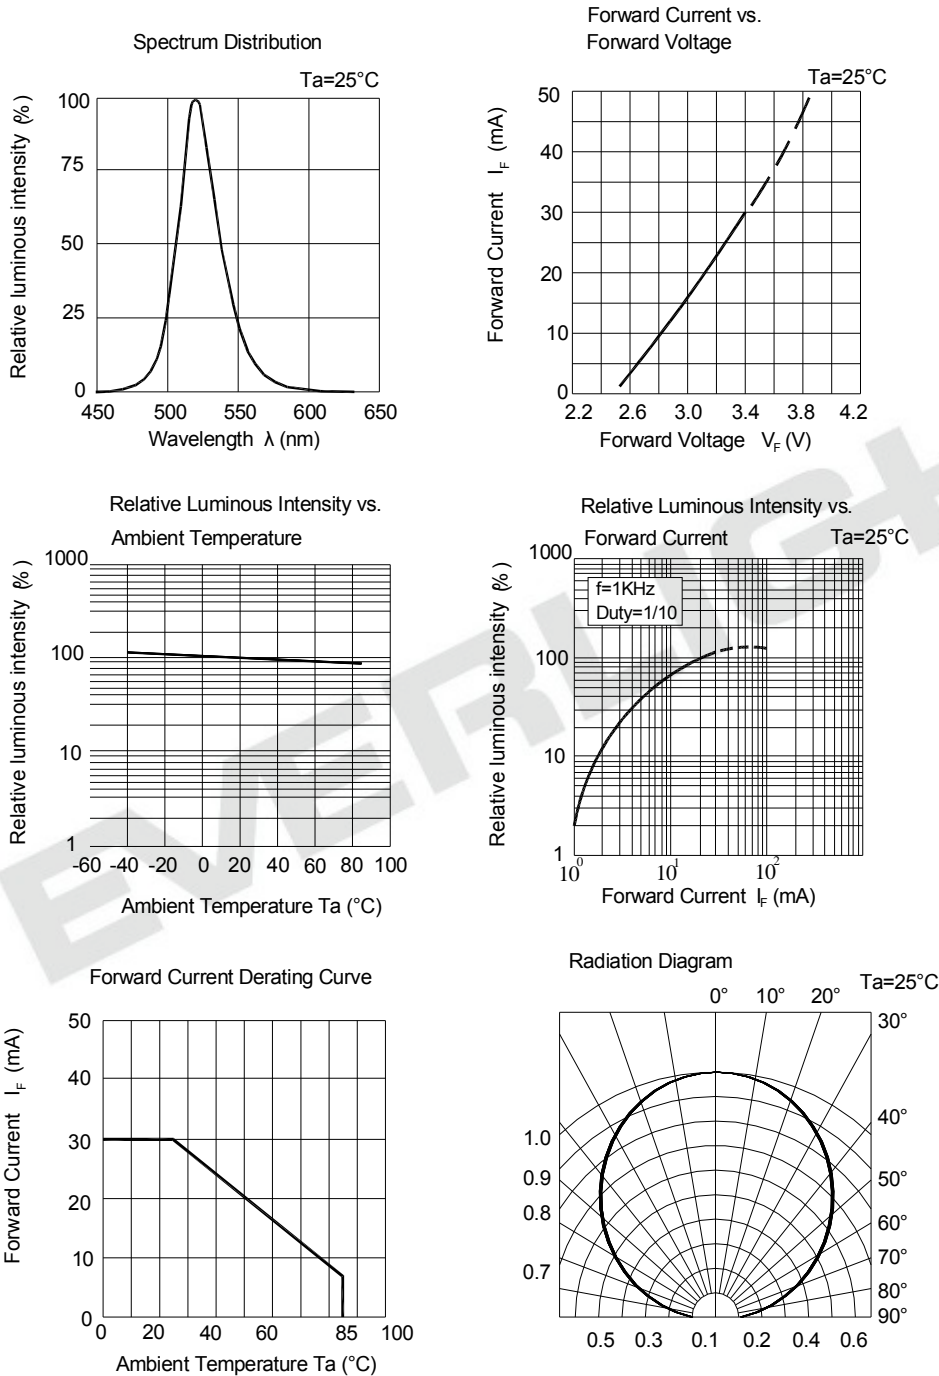 Spectrum Distribution
Ta=25°C
Relative luminous intensity (%)
100
75
50
25
0
450 500 550 600 650
Wavelength λ (nm)
Forward Current vs.
Forward Voltage
Ta=25°C
Forward Current I_F (mA)
50
40
30
20
10
0
2.2 2.6 3.0 3.4 3.8 4.2
Forward Voltage V_F (V)
Relative Luminous Intensity vs.
Ambient Temperature
Relative luminous intensity (%)
1000
100
10
1
-60 -40 -20 0 20 40 60 80 100
Ambient Temperature Ta (°C)
Relative Luminous Intensity vs.
Forward Current
Ta=25°C
Relative luminous intensity (%)
1000
f=1KHz
Duty=1/10
100
10
1
10⁰ 10¹ 10²
Forward Current I_F (mA)
EVERLIGH
Forward Current Derating Curve
Forward Current I_F (mA)
50
40
30
20
10
0
0 20 40 60 85 100
Ambient Temperature Ta (°C)
Radiation Diagram
Ta=25°C
0° 10° 20°
30°
40°
50°
60°
70°
80°
90°
1.0
0.9
0.8
0.7
0.5 0.3 0.1 0.2 0.4 0.6